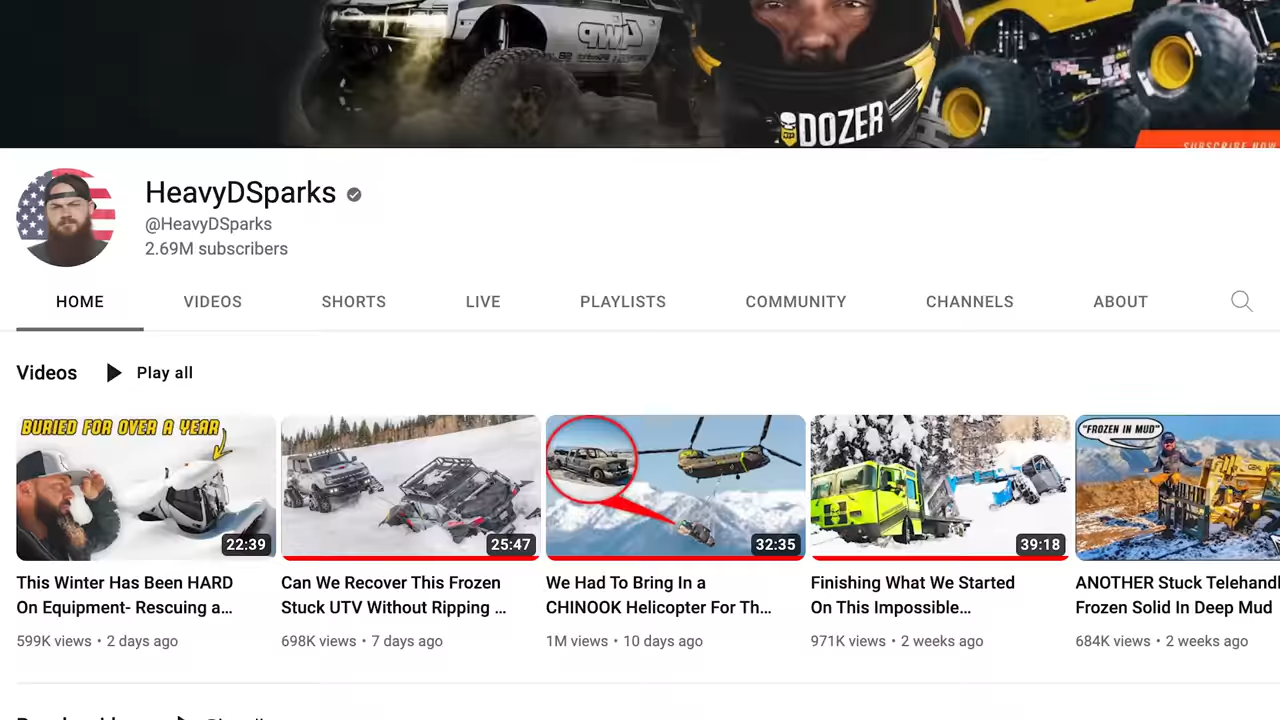 DOZER
SUBSCRIBE NOW
HeavyDSparks
@HeavyDSparks
2.69M subscribers
HOME VIDEOS SHORTS LIVE PLAYLISTS COMMUNITY CHANNELS ABOUT
Videos Play all
BURIED FOR OVER A YEAR
"FROZEN IN MUD"
22:39 25:47 32:35 39:18
This Winter Has Been HARD
On Equipment- Rescuing a...
599K views • 2 days ago
Can We Recover This Frozen
Stuck UTV Without Ripping ...
698K views • 7 days ago
We Had To Bring In a
CHINOOK Helicopter For Th...
1M views • 10 days ago
Finishing What We Started
On This Impossible...
971K views • 2 weeks ago
ANOTHER Stuck Telehandl
Frozen Solid In Deep Mud
684K views • 2 weeks ago